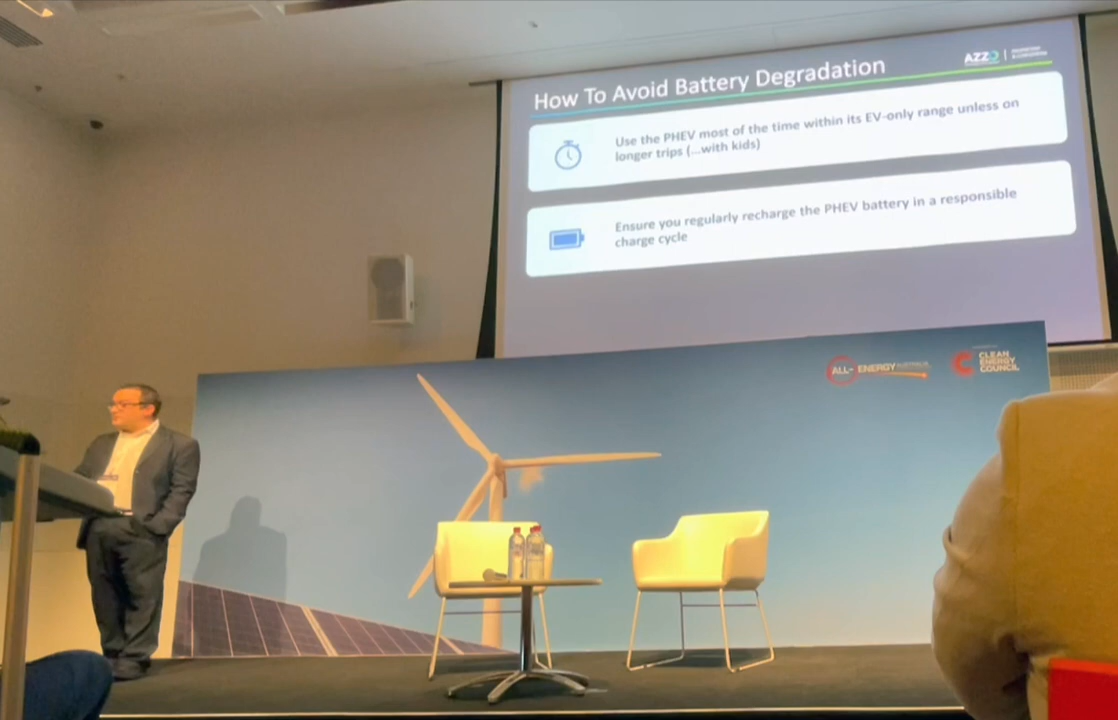 How To Avoid Battery Degradation
AZZO
Use the PHEV most of the time within its EV-only range unless on
longer trips (...with kids)
Ensure you regularly recharge the PHEV battery in a responsible
charge cycle
ALL-ENERGY AUSTRALIA
CLEAN
ENERGY
COUNCIL